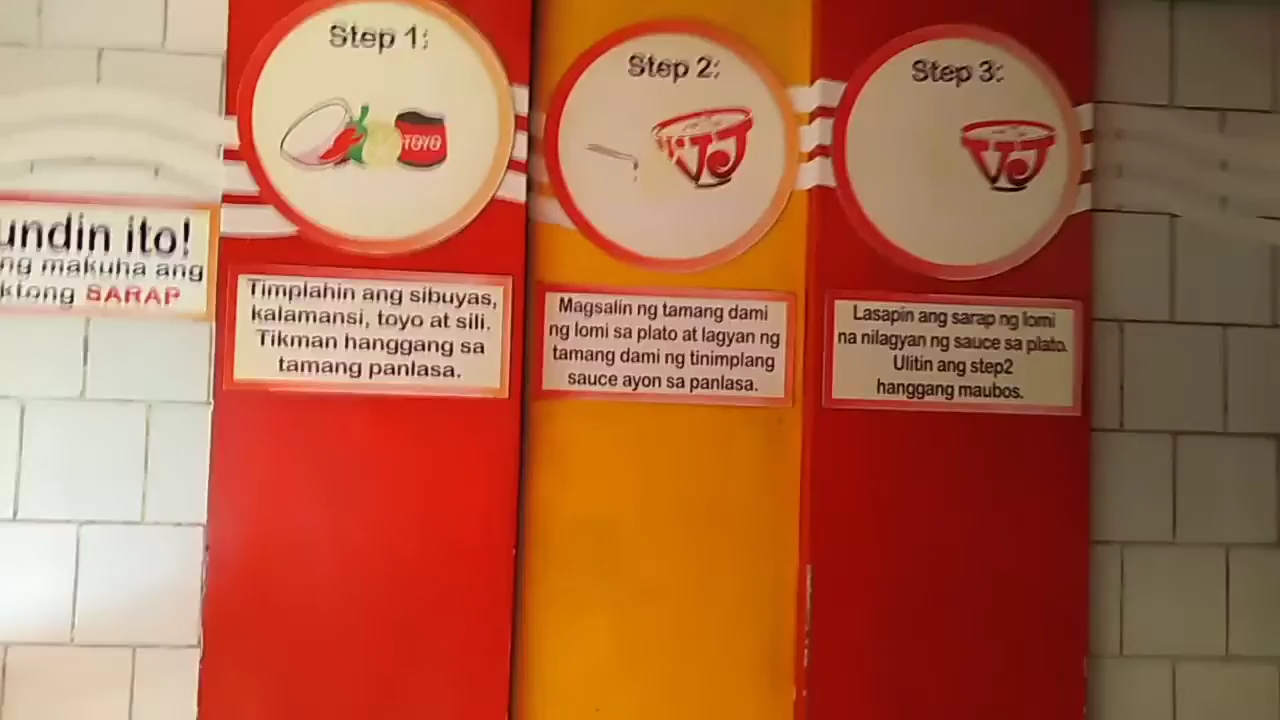 undin ito!
ng makuha ang
ktong SARAP
Step 1:
TOYO
Timplahin ang sibuyas,
kalamansi, toyo at sili.
Tikman hanggang sa
tamang panlasa.
Step 2:
VJ
Magsalin ng tamang dami
ng lomi sa plato at lagyan ng
tamang dami ng tinimplang
sauce ayon sa panlasa.
Step 3:
VJ
Lasapin ang sarap ng lomi
na nilagyan ng sauce sa plato.
Ulitin ang step2
hanggang maubos.